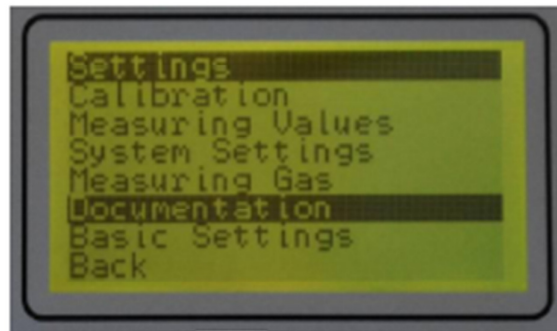 Settings
Calibration
Measuring Values
System Settings
Measuring Gas
Documentation
Basic Settings
Back